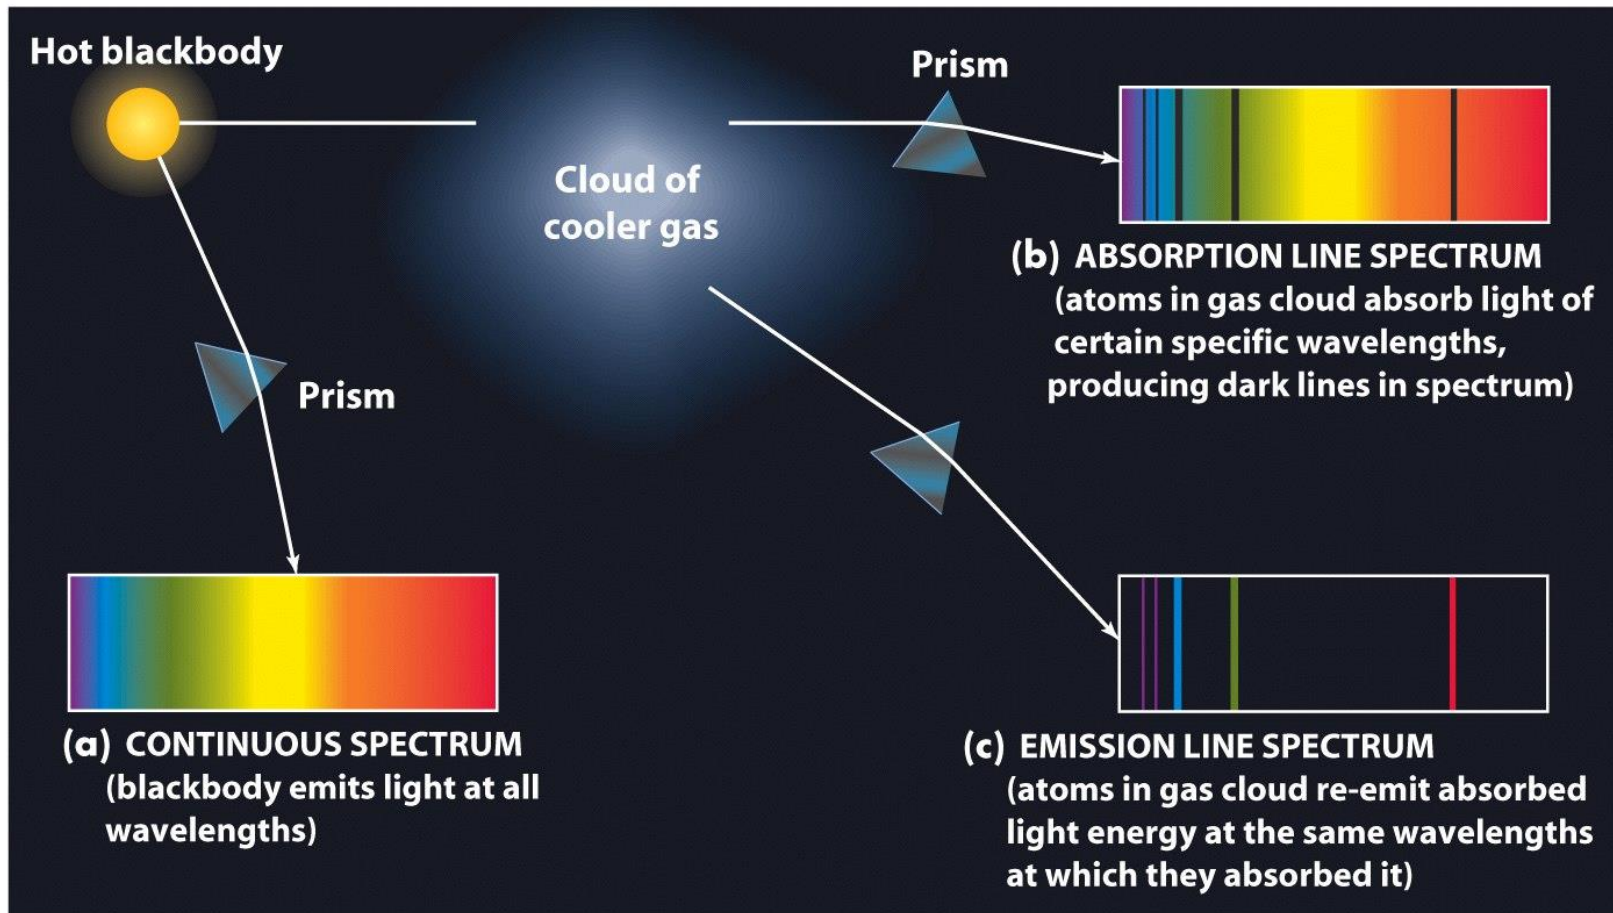 Hot blackbody
Prism
Cloud of
cooler gas
(b) ABSORPTION LINE SPECTRUM
(atoms in gas cloud absorb light of
certain specific wavelengths,
producing dark lines in spectrum)
Prism
(a) CONTINUOUS SPECTRUM
(blackbody emits light at all
wavelengths)
(c) EMISSION LINE SPECTRUM
(atoms in gas cloud re-emit absorbed
light energy at the same wavelengths
at which they absorbed it)